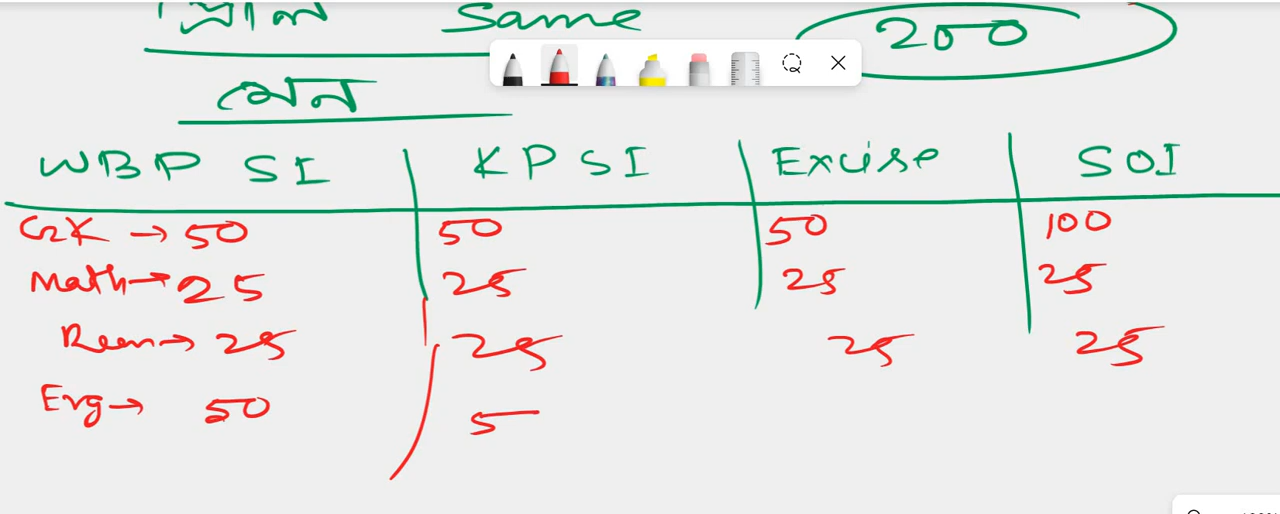 Same 200
মেন
WBP SI KPSI Excise SOI
GK → 50 50 50 100
Math → 25 25 25 25
Reen → 25 25 25 25
Eng → 50 5